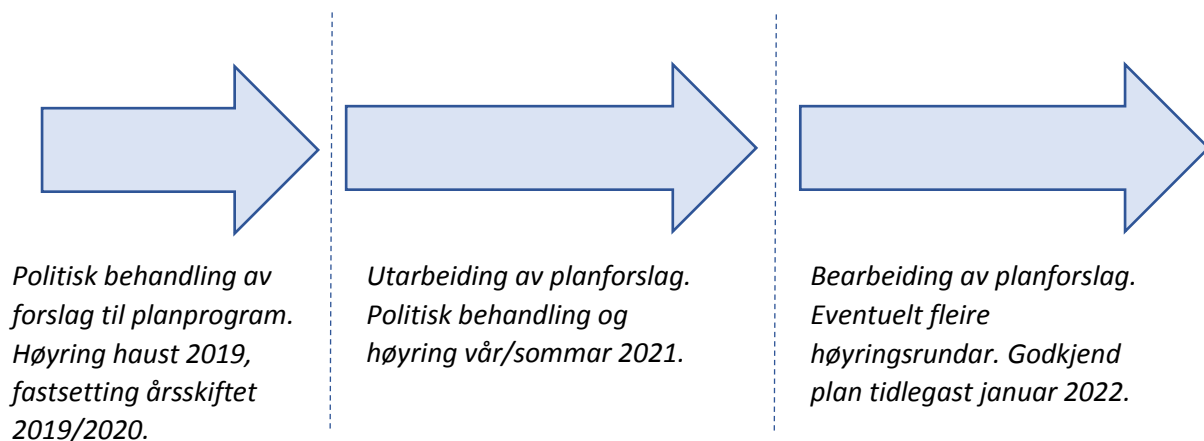 Politisk behandling av
forslag til planprogram.
Høyring haust 2019,
fastsetting årsskiftet
2019/2020.
Utarbeiding av planforslag.
Politisk behandling og
høyring vår/sommar 2021.
Bearbeiding av planforslag.
Eventuelt fleire
høyringsrundar. Godkjend
plan tidlegast januar 2022.